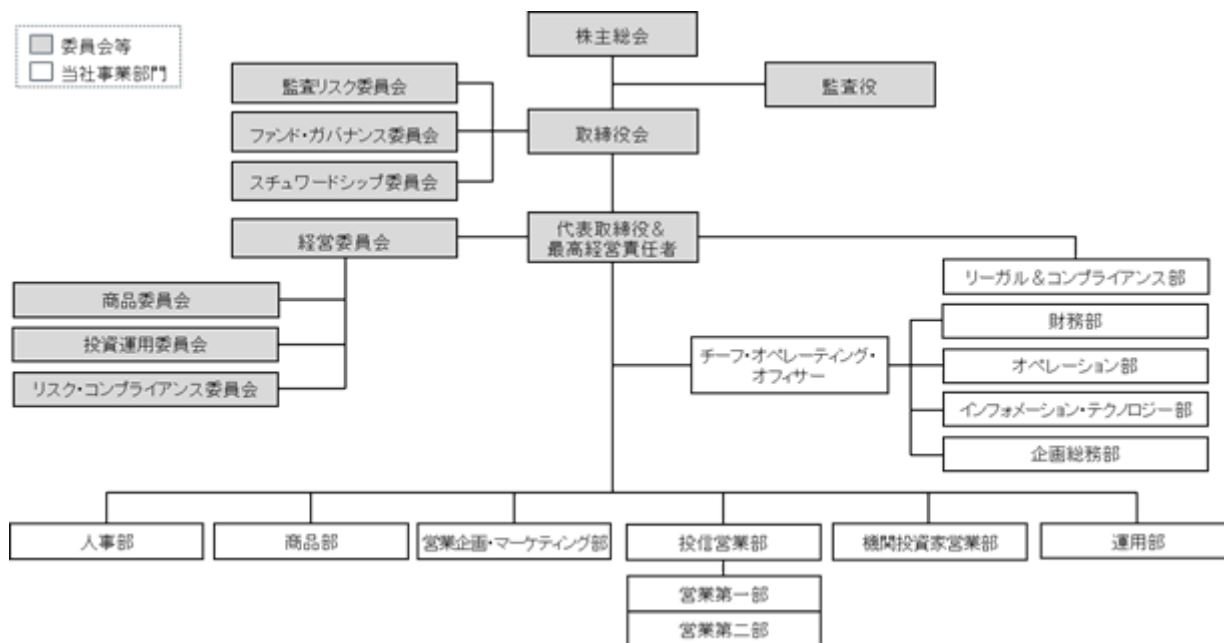 委員会等
当社事業部門
株主総会
監査リスク委員会
監査役
ファンド・ガバナンス委員会
取締役会
スチュワードシップ委員会
経営委員会
代表取締役&
最高経営責任者
リーガル&コンプライアンス部
商品委員会
財務部
投資運用委員会
チーフ・オペレーティング・
オフィサー
オペレーション部
リスク・コンプライアンス委員会
インフォメーション・テクノロジー部
企画総務部
人事部
商品部
営業企画・マーケティング部
投信営業部
機関投資家営業部
運用部
営業第一部
営業第二部